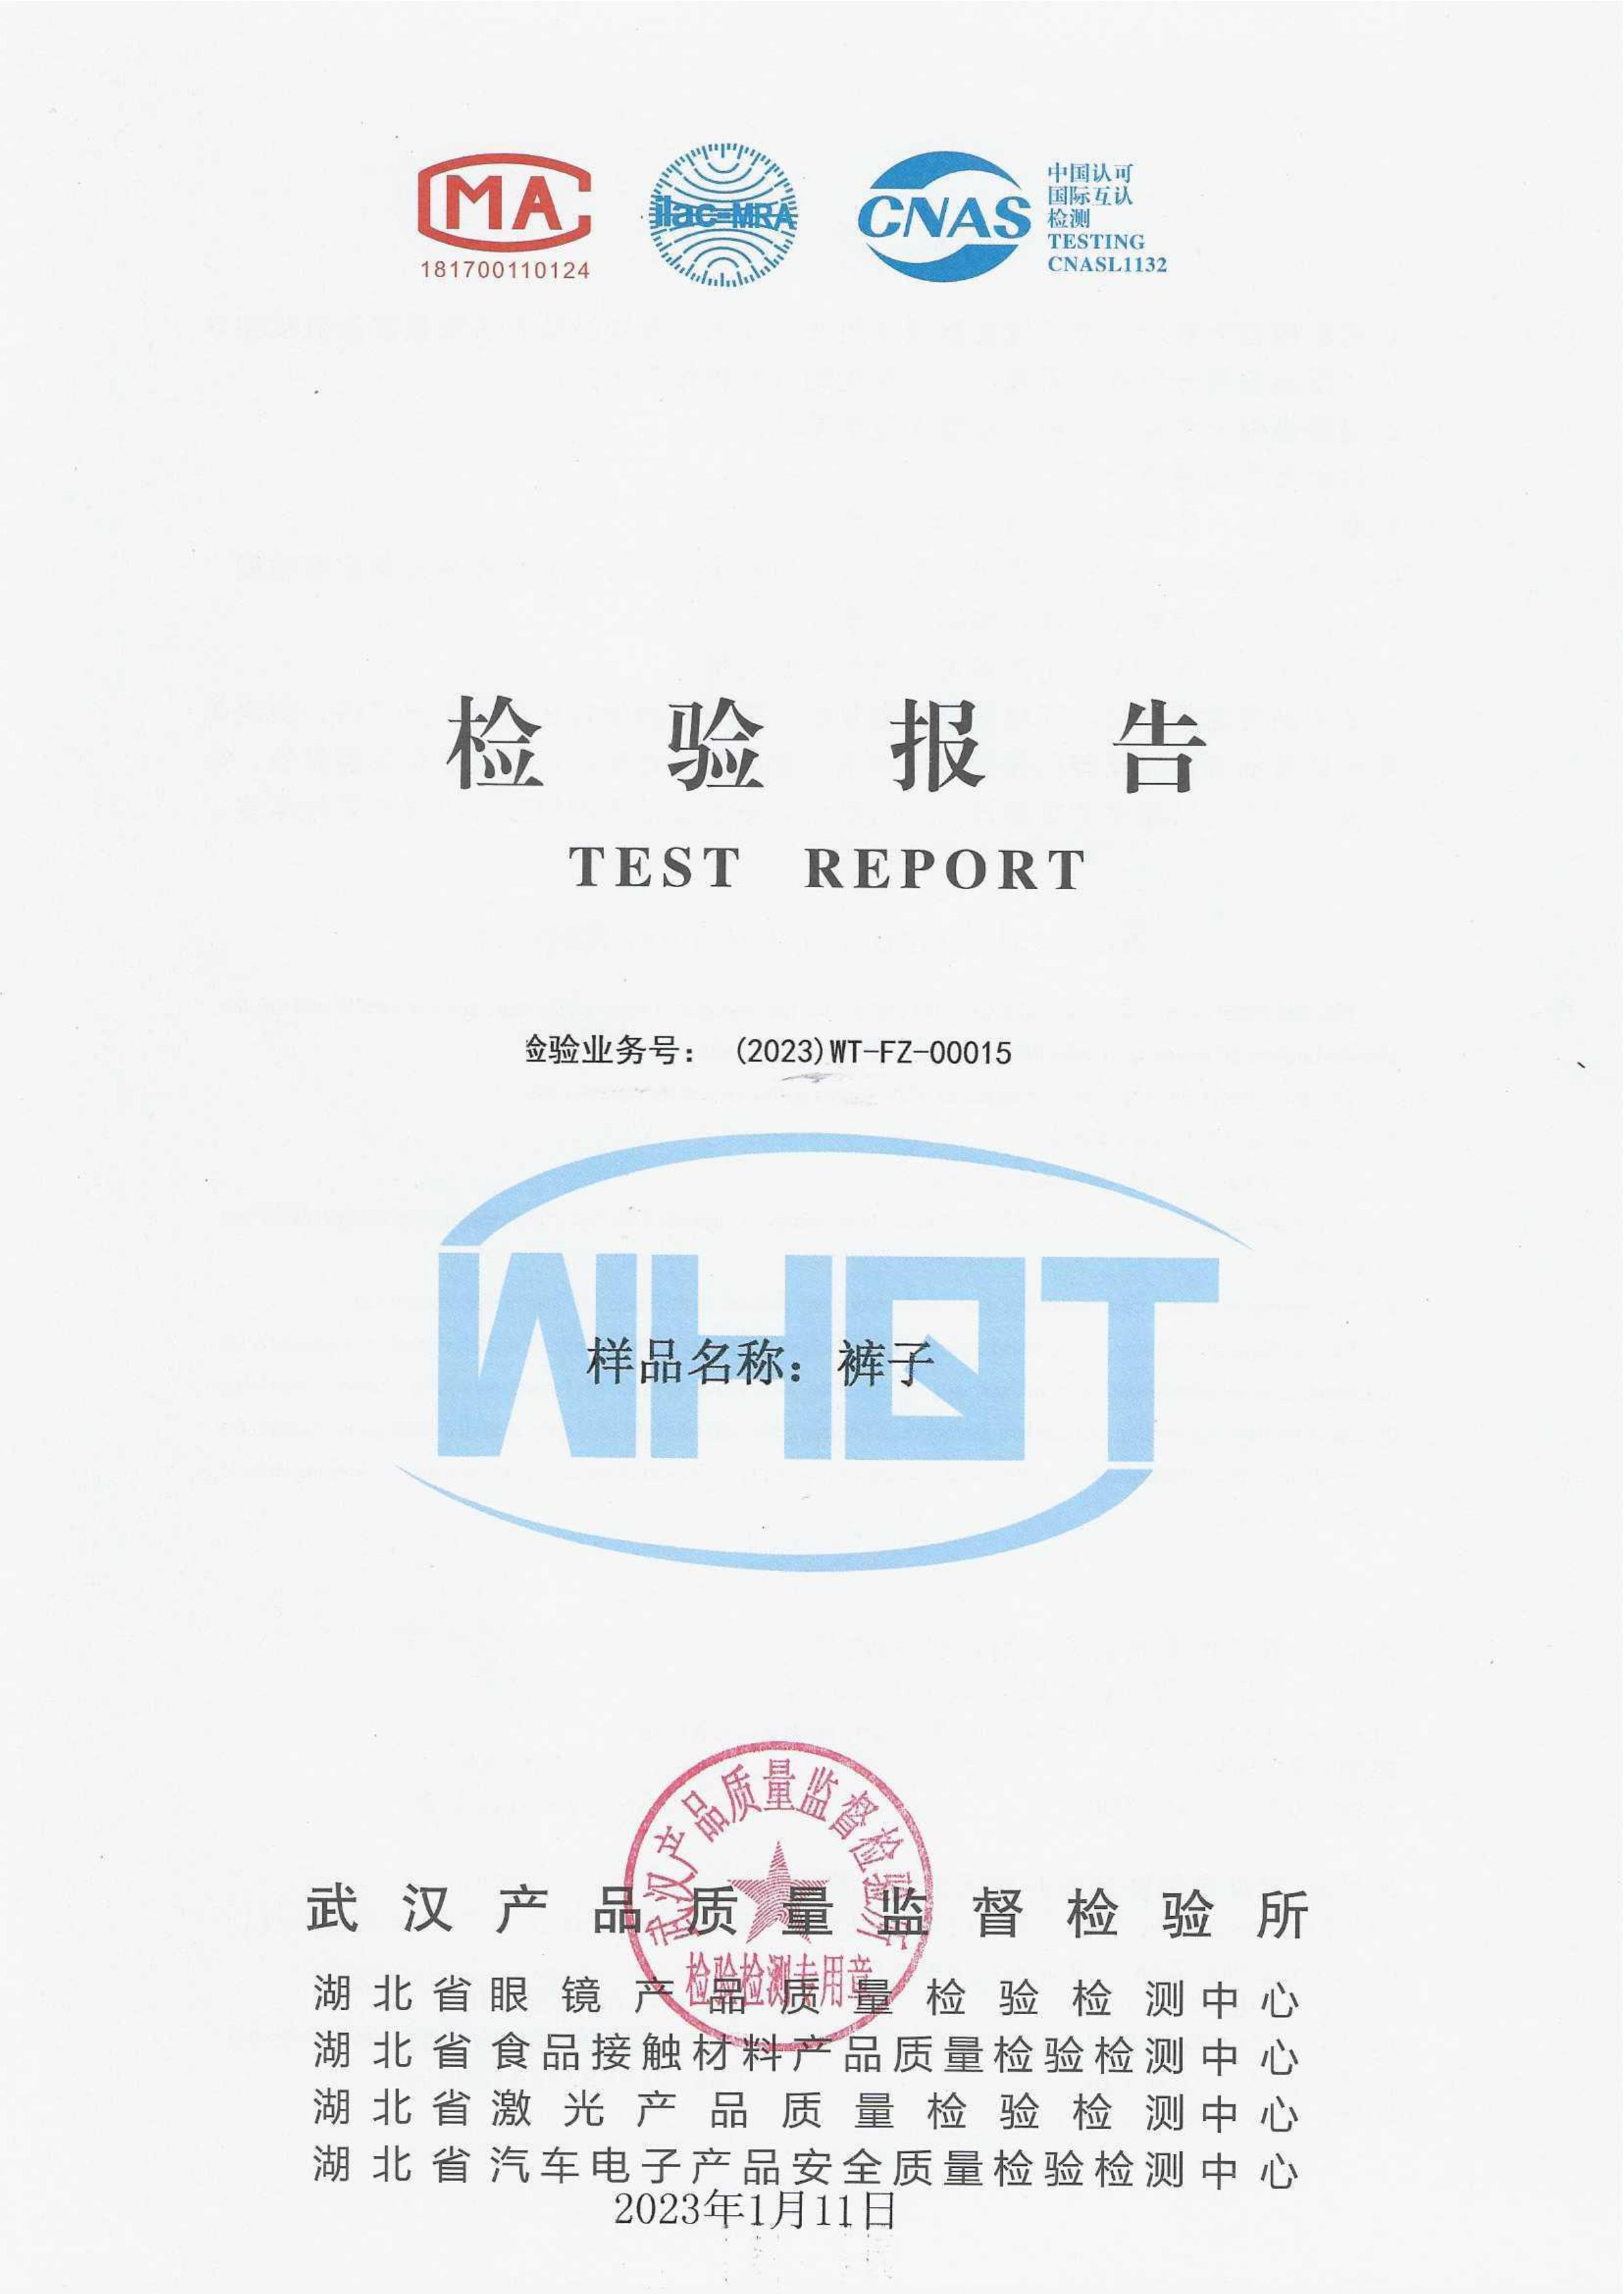 MA
181700110124
ilac-MRA
CNAS
中国认可
国际互认
检测
TESTING
CNASL1132
检验报告
TEST REPORT
检验业务号： (2023)WT-FZ-00015
WHQT
样品名称：裤子
武汉产品质量监督检验所
检验检测专用章
武汉产品质量监督检验所
湖北省眼镜产品质量检验检测中心
湖北省食品接触材料产品质量检验检测中心
湖北省激光产品质量检验检测中心
湖北省汽车电子产品安全质量检验检测中心
2023年1月11日